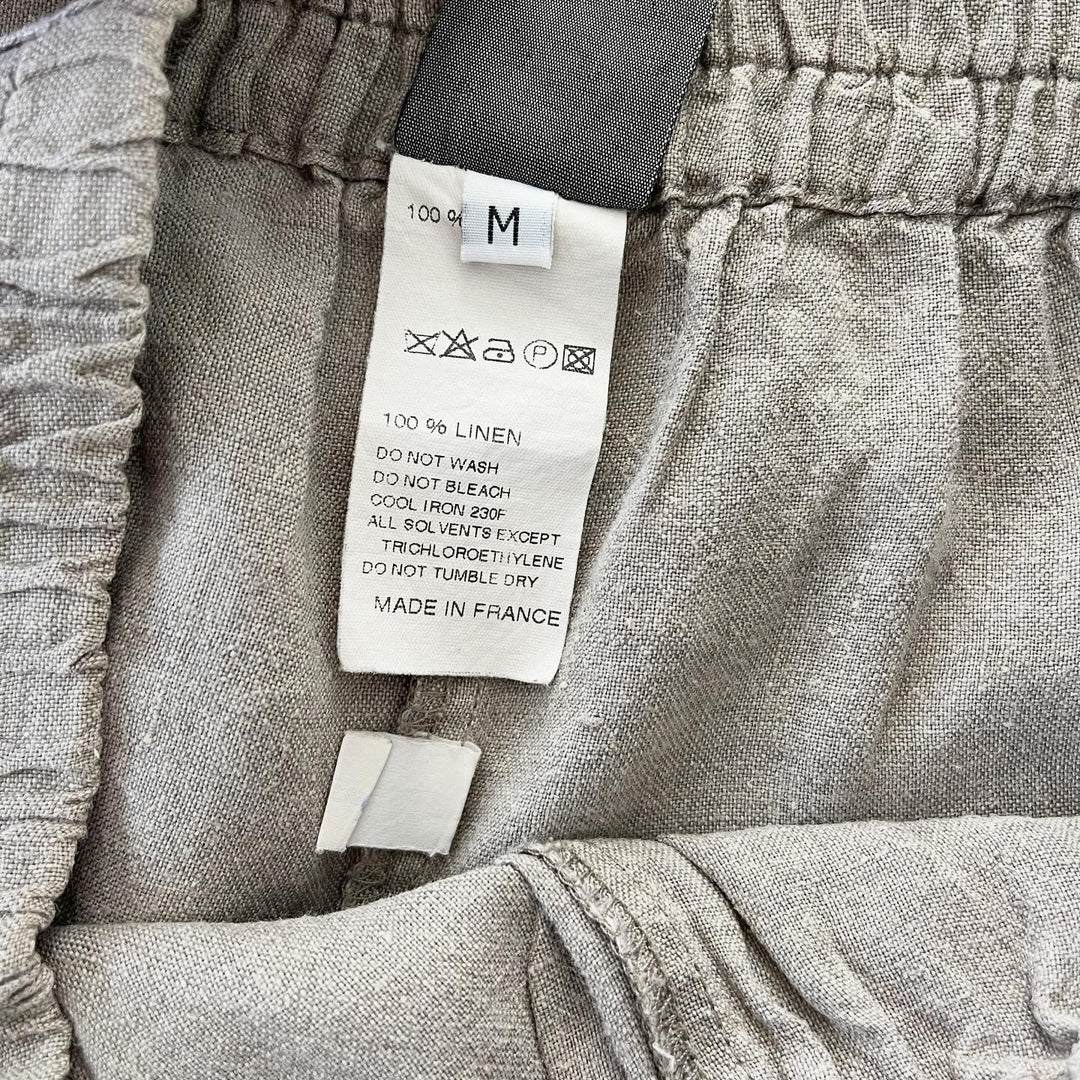 100 %
M
P
100 % LINEN
DO NOT WASH
DO NOT BLEACH
COOL IRON 230F
ALL SOLVENTS EXCEPT
TRICHLOROETHYLENE
DO NOT TUMBLE DRY
MADE IN FRANCE